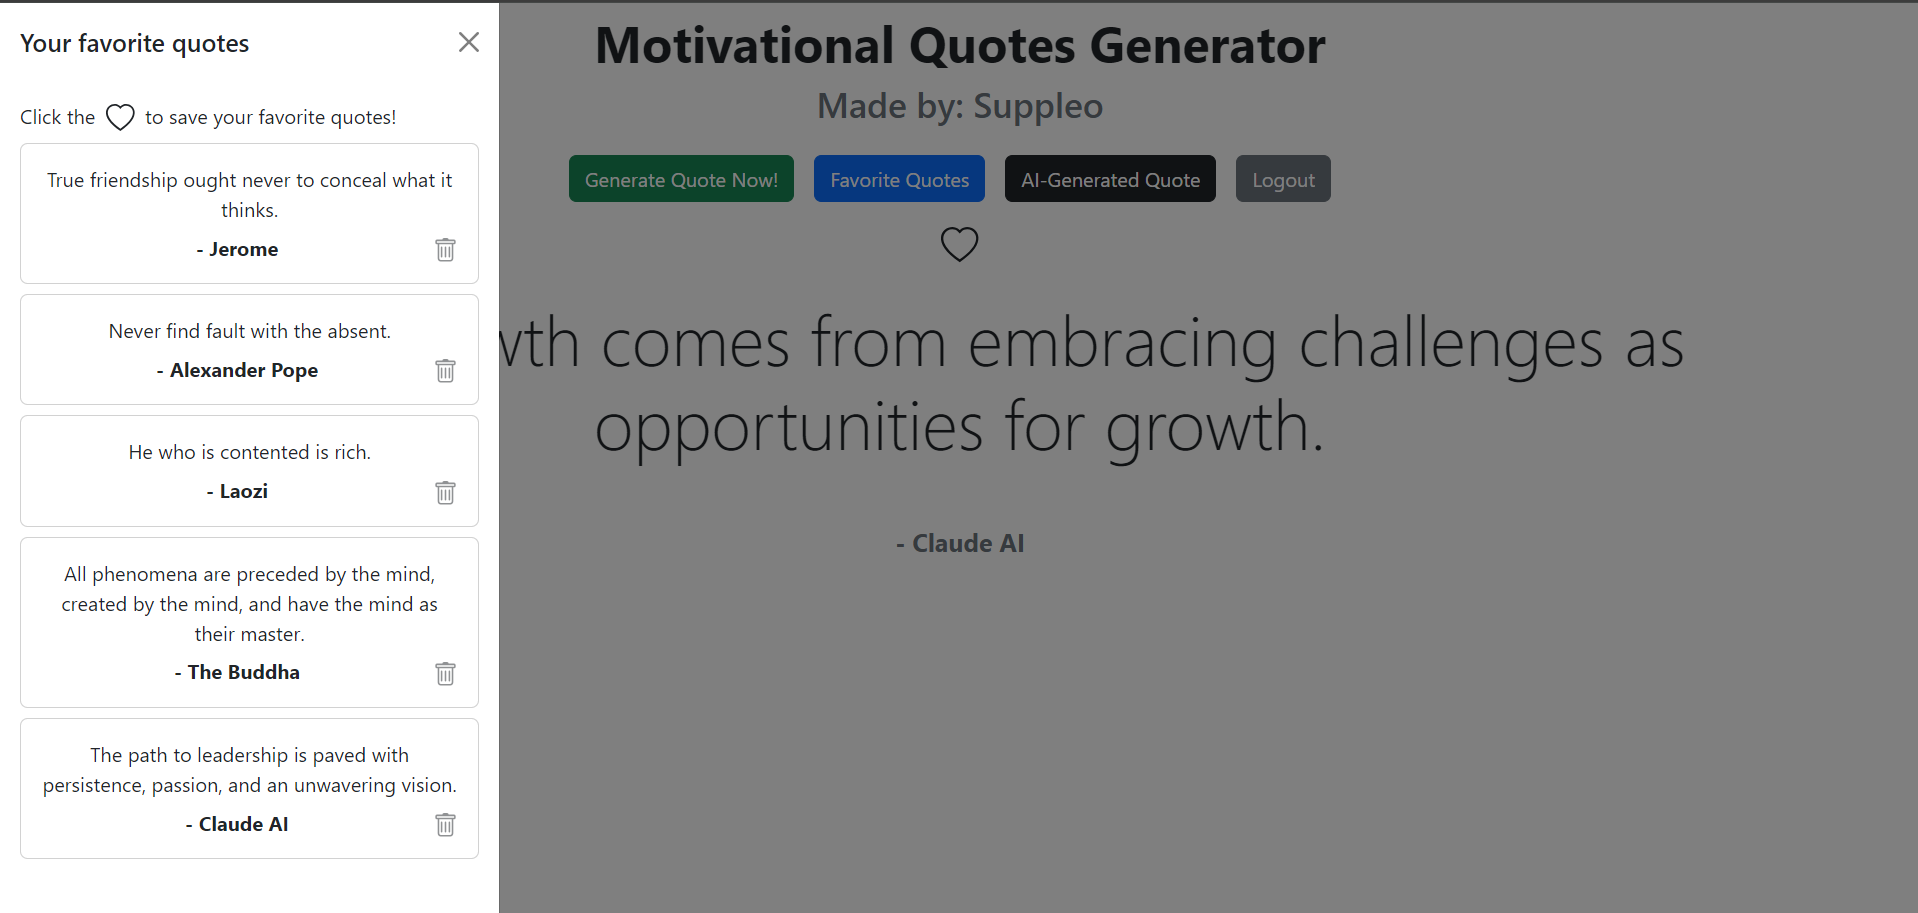 Your favorite quotes
Click the to save your favorite quotes!
True friendship ought never to conceal what it
thinks.
- Jerome
Never find fault with the absent.
- Alexander Pope
He who is contented is rich.
- Laozi
All phenomena are preceded by the mind,
created by the mind, and have the mind as
their master.
- The Buddha
The path to leadership is paved with
persistence, passion, and an unwavering vision.
- Claude AI
Motivational Quotes Generator
Made by: Suppleo
Generate Quote Now!
Favorite Quotes
AI-Generated Quote
Logout
comes from embracing challenges as
opportunities for growth.
- Claude AI